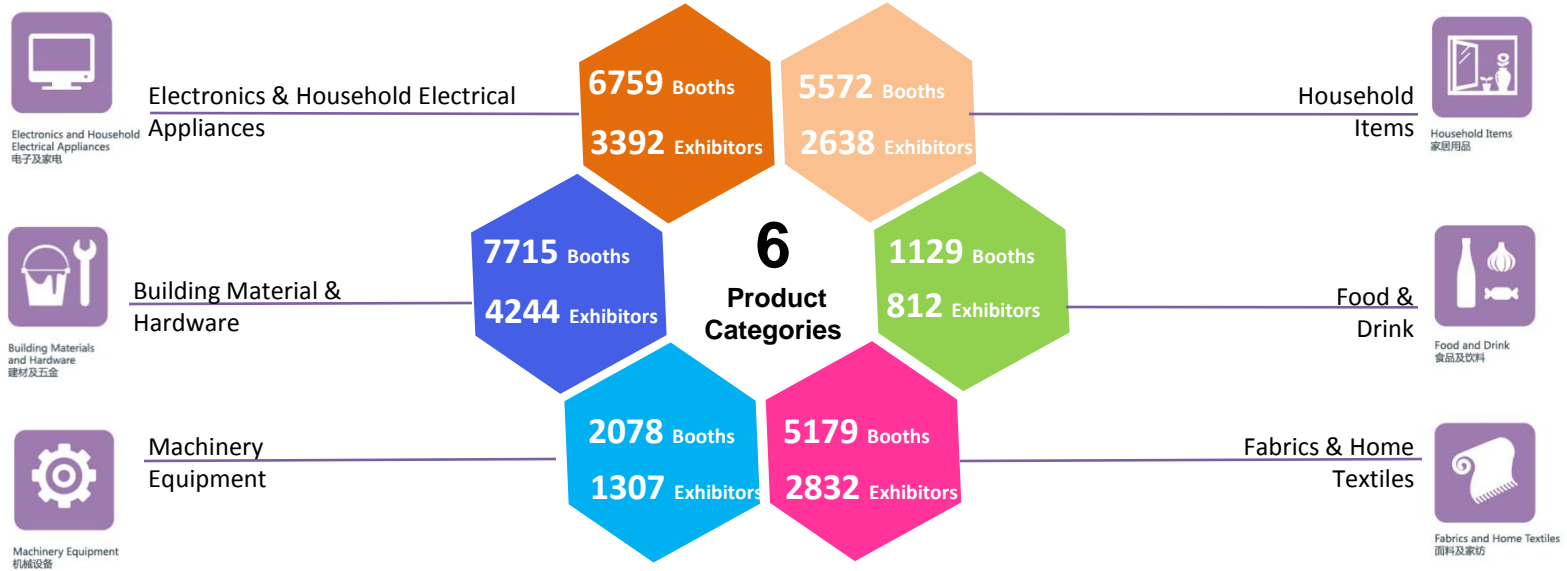 Electronics & Household Electrical
Appliances
Electronics and Household
Electrical Appliances
电子及家电
6759 Booths
3392 Exhibitors
5572 Booths
2638 Exhibitors
Household
Items
Household Items
家居用品
Building Material &
Hardware
Building Materials
and Hardware
建材及五金
7715 Booths
4244 Exhibitors
6
Product
Categories
1129 Booths
812 Exhibitors
Food &
Drink
Food and Drink
食品及饮料
Machinery
Equipment
Machinery Equipment
机械设备
2078 Booths
1307 Exhibitors
5179 Booths
2832 Exhibitors
Fabrics & Home
Textiles
Fabrics and Home Textiles
面料及家纺